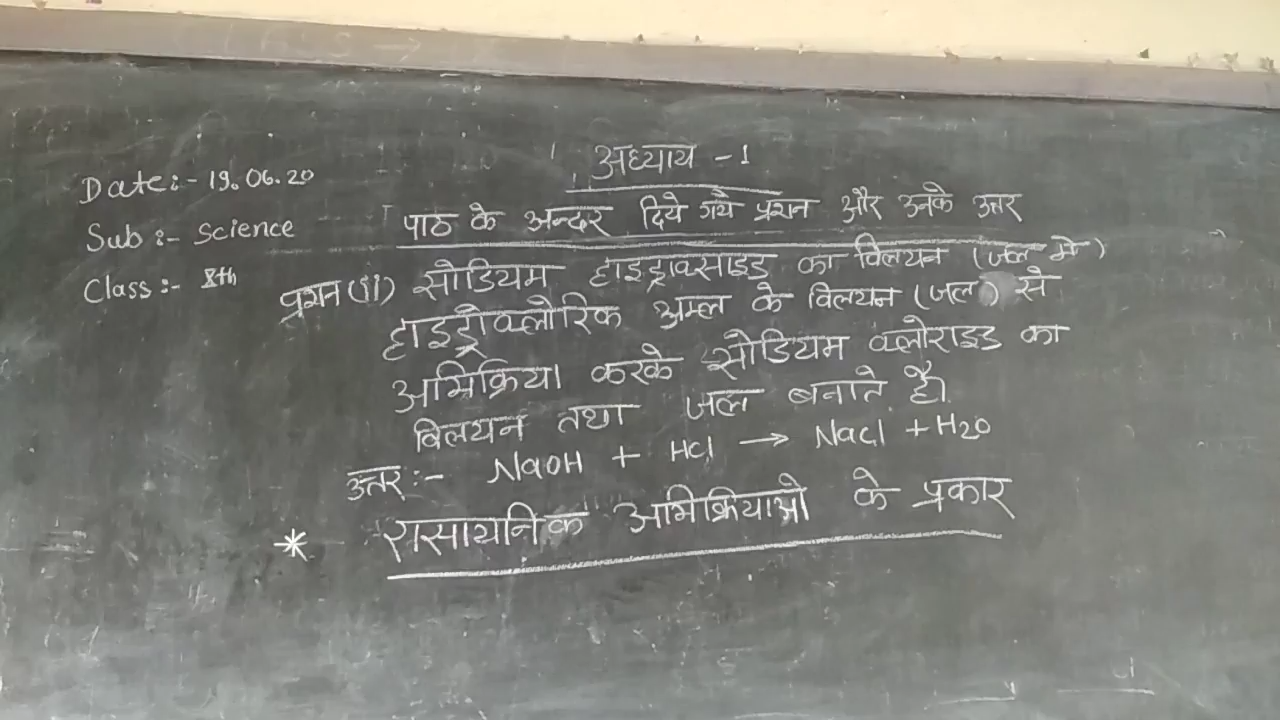 अध्याय - 1
Date:- 19.06.20
Sub :- Science
Class :- 8th
पाठ के अन्दर दिये गये प्रशन और उनके उत्तर
प्रशन (ii) सोडियम हाइड्राक्साइड का विलयन (जल मे)
हाइड्रोक्लोरिक अम्ल के विलयन (जल) से
अभिक्रिया करके सोडियम क्लोराइड का
विलयन तथा जल बनाते है।
उत्तर:- NaOH + HCl → NaCl + H2O
* रासायनिक अभिक्रियाओ के प्रकार